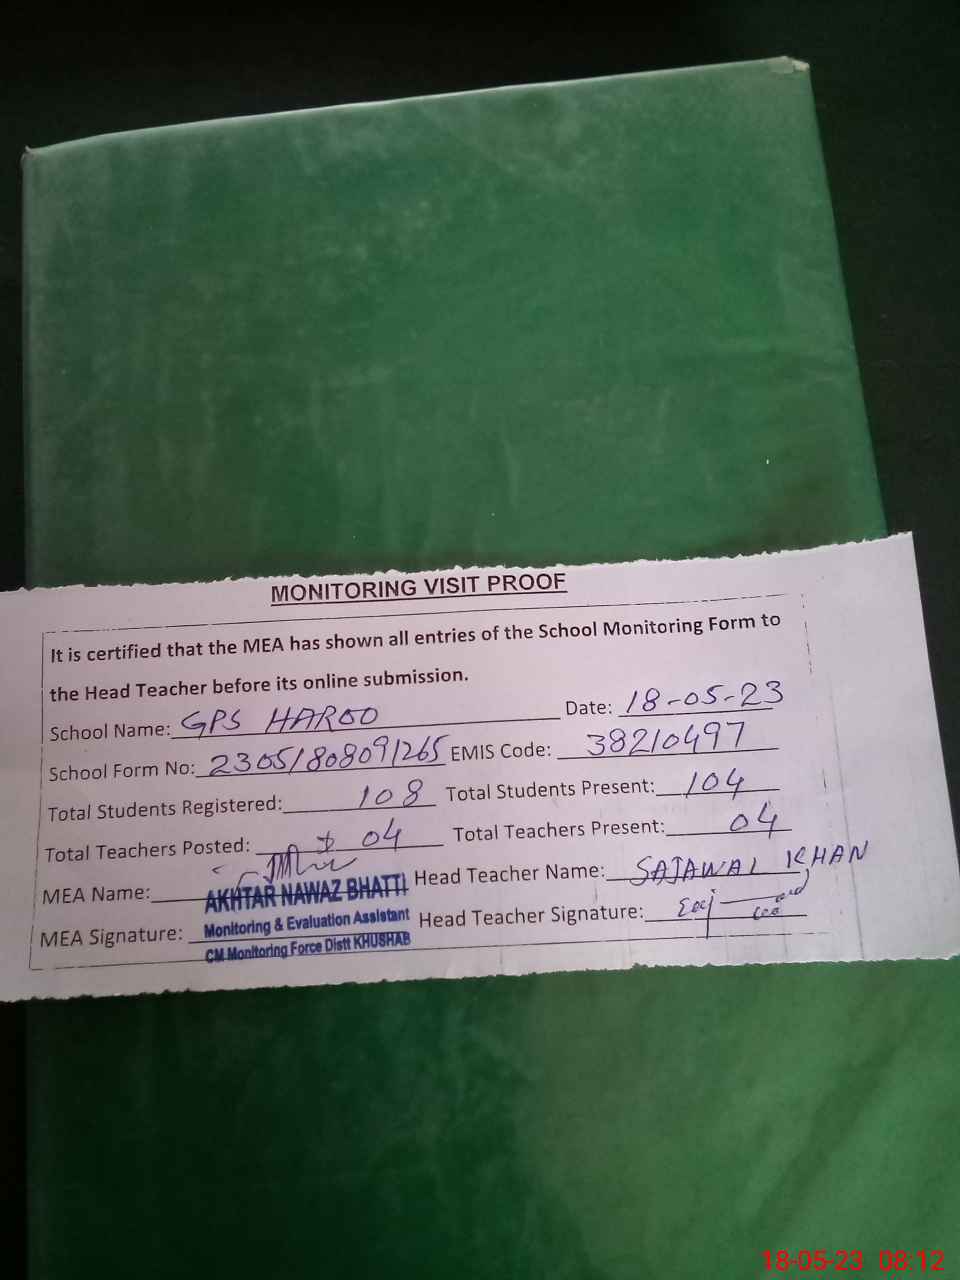 MONITORING VISIT PROOF
It is certified that the MEA has shown all entries of the School Monitoring Form to
the Head Teacher before its online submission.
School Name: GPS HAROO Date: 18-05-23
School Form No: 23051808091265 EMIS Code: 38210497
Total Students Registered: 108 Total Students Present: 104
Total Teachers Posted: 04 Total Teachers Present: 04
MEA Name: AKHTAR NAWAZ BHATTI Head Teacher Name: SAJAWAL KHAN
Monitoring & Evaluation Assistant
MEA Signature: Head Teacher Signature:
CM Monitoring Force Distt KHUSHAB
18-05-23 08:12